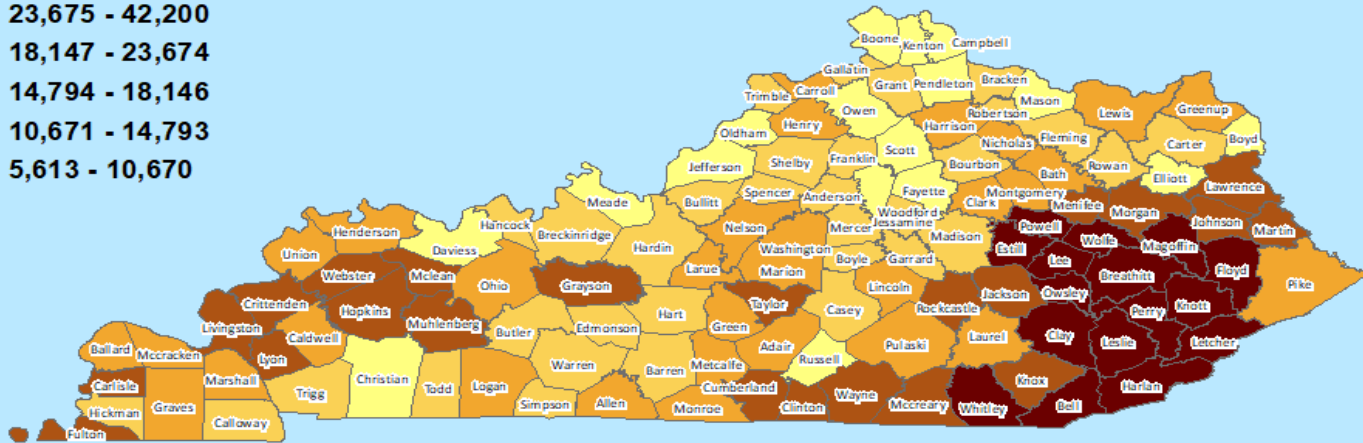 23,675 - 42,200
18,147 - 23,674
14,794 - 18,146
10,671 - 14,793
5,613 - 10,670
Boone
Kenton
Campbell
Gallatin
Grant
Pendleton
Bracken
Trimble
Carroll
Owen
Mason
Robertson
Lewis
Greenup
Oldham
Henry
Harrison
Nicholas
Fleming
Carter
Boyd
Jefferson
Shelby
Franklin
Scott
Bourbon
Bath
Rowan
Elliott
Lawrence
Meade
Bullitt
Spencer
Anderson
Woodford
Fayette
Clark
Montgomery
Menifee
Morgan
Johnson
Martin
Hancock
Breckinridge
Hardin
Nelson
Washington
Mercer
Jessamine
Madison
Estill
Powell
Wolfe
Magoffin
Floyd
Pike
Union
Henderson
Daviess
Webster
Mclean
Ohio
Grayson
Larue
Marion
Boyle
Garrard
Lee
Breathitt
Knott
Crittenden
Livingston
Hopkins
Muhlenberg
Butler
Edmonson
Hart
Green
Taylor
Casey
Lincoln
Rockcastle
Jackson
Owsley
Perry
Letcher
Ballard
Mccracken
Caldwell
Lyon
Christian
Todd
Logan
Warren
Barren
Metcalfe
Adair
Russell
Pulaski
Laurel
Clay
Leslie
Harlan
Carlisle
Graves
Marshall
Trigg
Simpson
Allen
Monroe
Cumberland
Clinton
Wayne
Mccreary
Whitley
Knox
Bell
Hickman
Fulton
Calloway